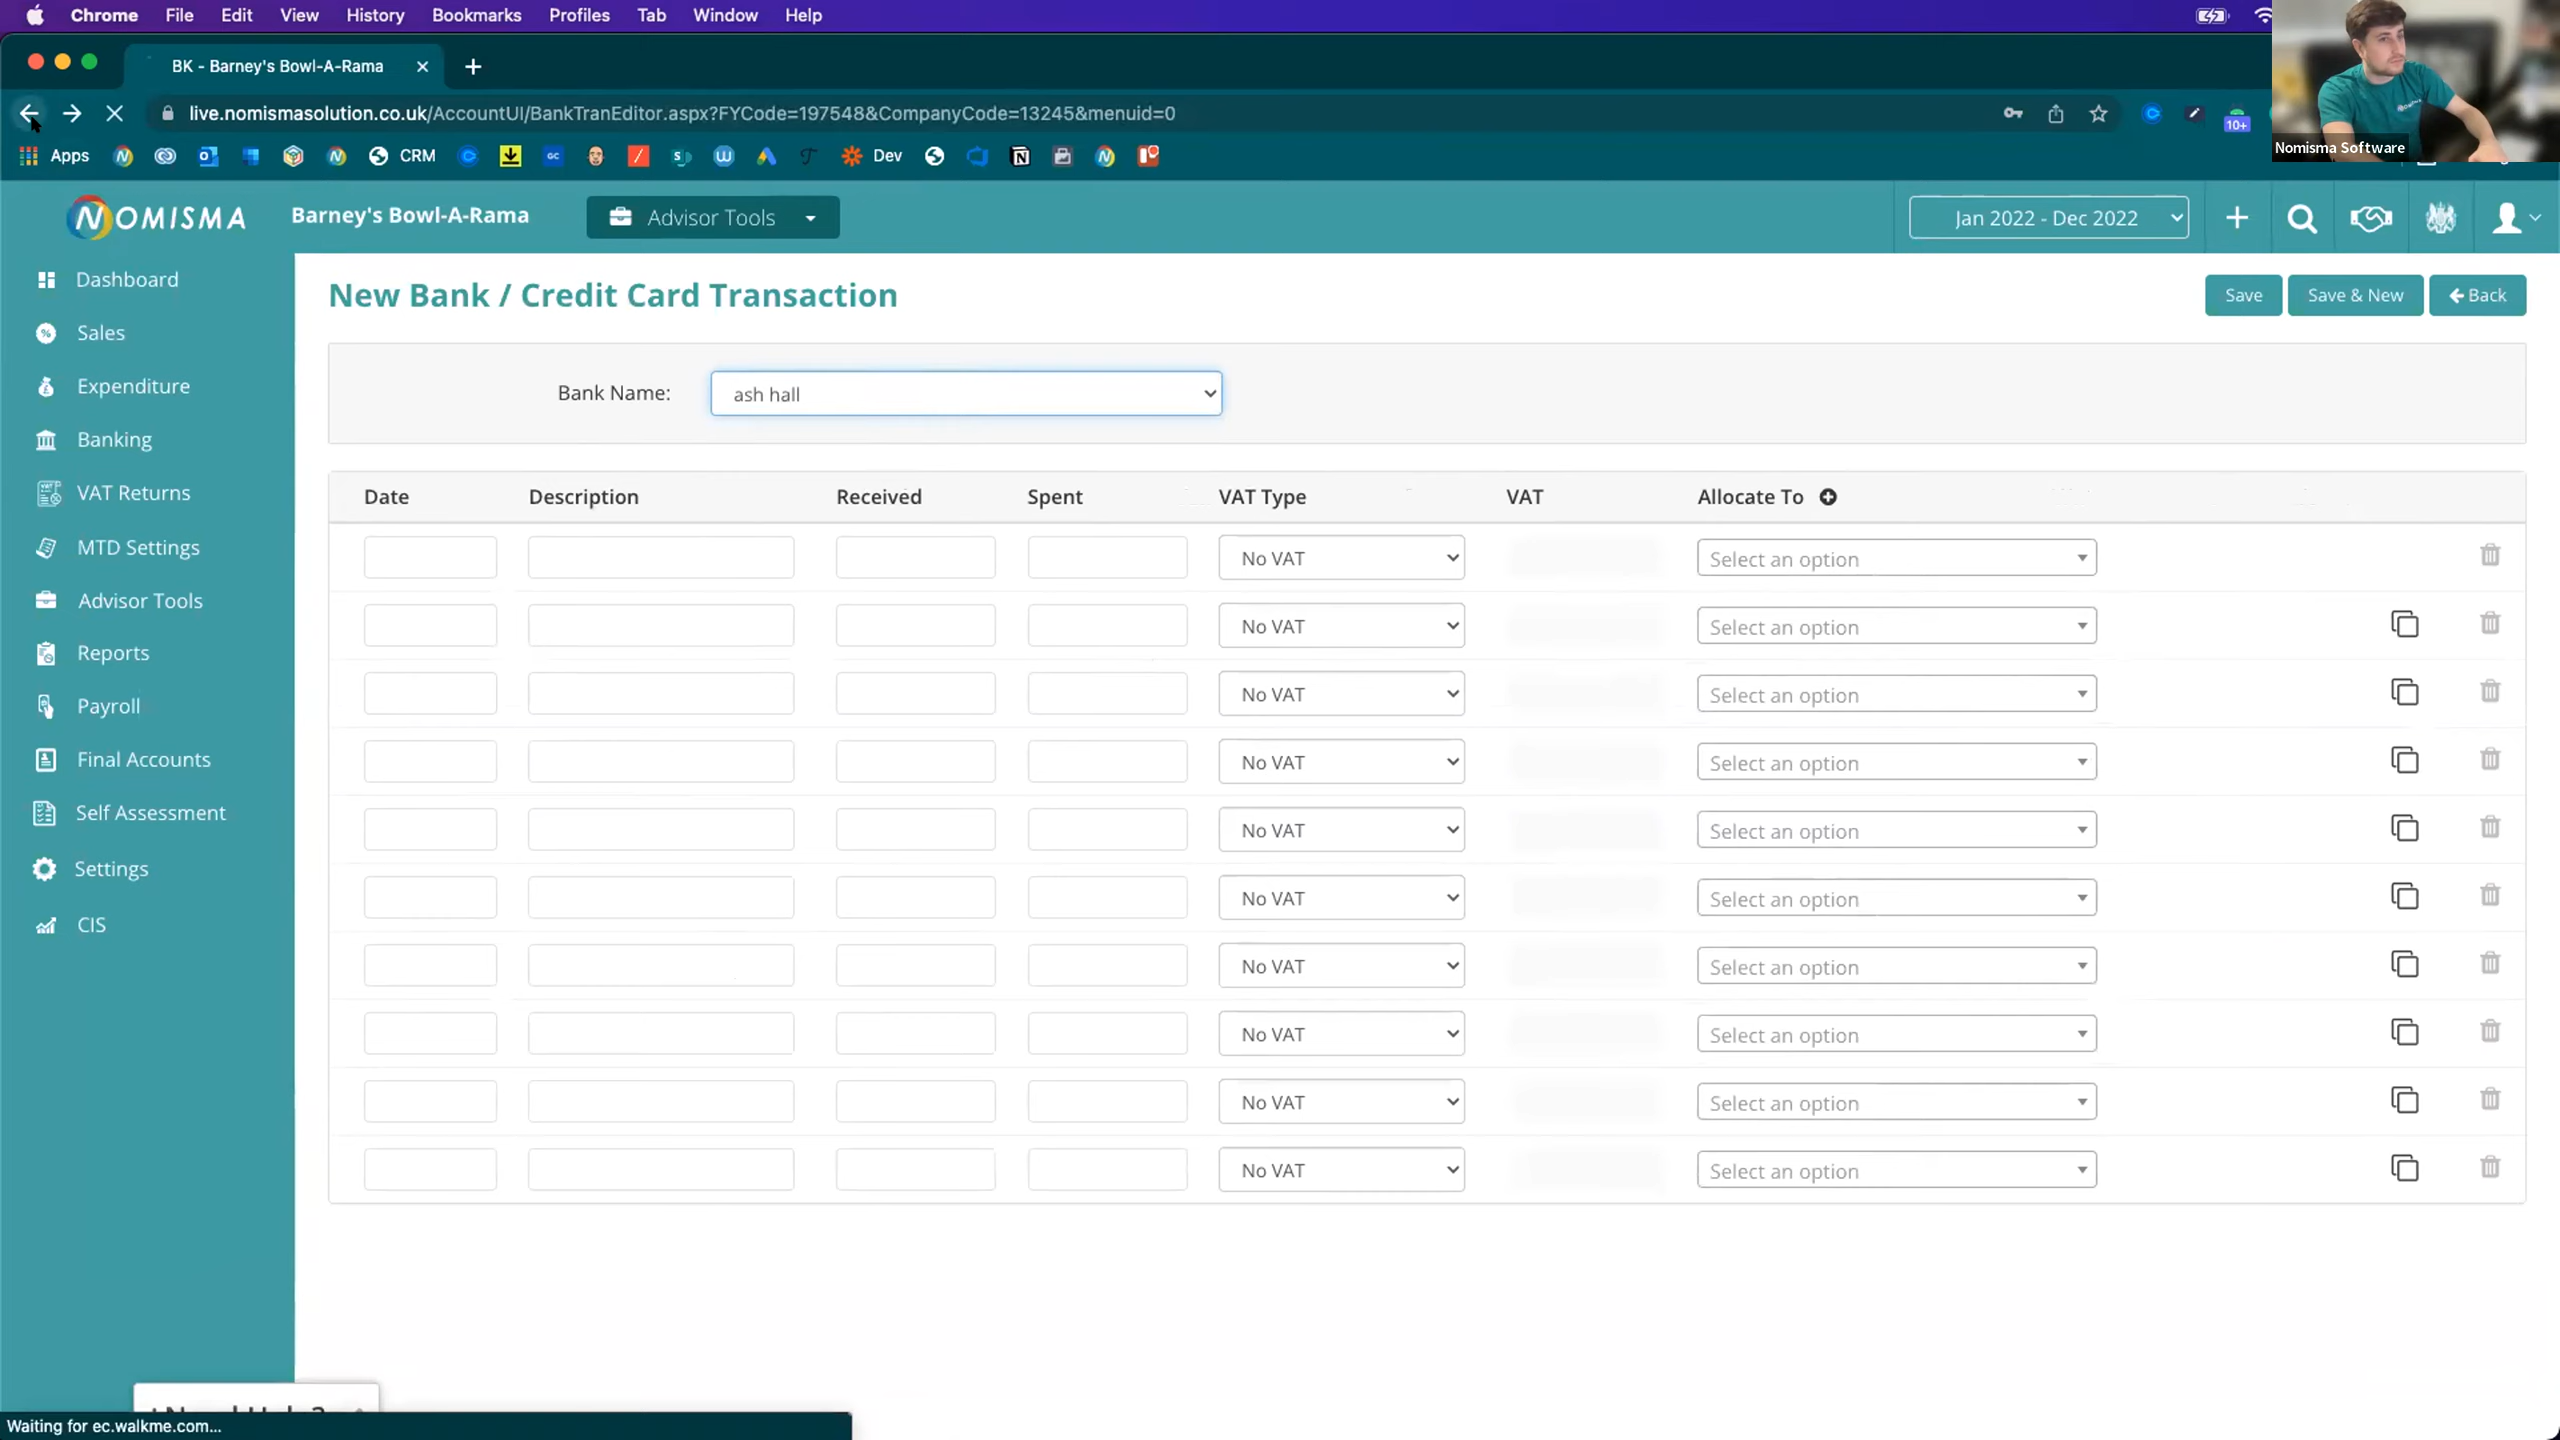 Chrome File Edit View History Bookmarks Profiles Tab Window Help
BK - Barney's Bowl-A-Rama
live.nomismasolution.co.uk/AccountUI/BankTranEditor.aspx?FYCode=197548&CompanyCode=13245&menuid=0
10+
Apps CRM GC Dev
Nomisma Software
NOMISMA Barney's Bowl-A-Rama Advisor Tools Jan 2022 - Dec 2022
Dashboard
Sales
Expenditure
Banking
VAT Returns
MTD Settings
Advisor Tools
Reports
Payroll
Final Accounts
Self Assessment
Settings
CIS
New Bank / Credit Card Transaction
Save Save & New Back
Bank Name: ash hall
Date Description Received Spent VAT Type VAT Allocate To
No VAT Select an option
No VAT Select an option
No VAT Select an option
No VAT Select an option
No VAT Select an option
No VAT Select an option
No VAT Select an option
No VAT Select an option
No VAT Select an option
No VAT Select an option
Waiting for ec.walkme.com...